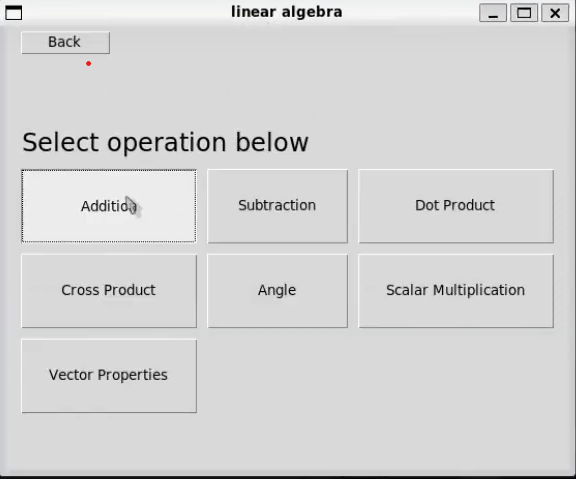 linear algebra
Back
Select operation below
Addition
Subtraction
Dot Product
Cross Product
Angle
Scalar Multiplication
Vector Properties